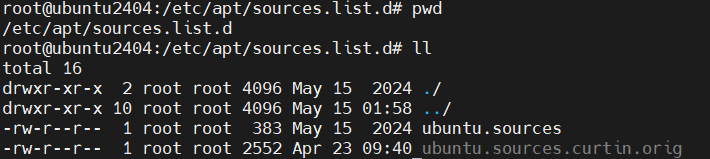 root@ubuntu2404:/etc/apt/sources.list.d# pwd
/etc/apt/sources.list.d
root@ubuntu2404:/etc/apt/sources.list.d# ll
total 16
drwxr-xr-x  2 root root 4096 May 15  2024 ./
drwxr-xr-x 10 root root 4096 May 15 01:58 ../
-rw-r--r--  1 root root  383 May 15  2024 ubuntu.sources
-rw-r--r--  1 root root 2552 Apr 23 09:40 ubuntu.sources.curtin.orig